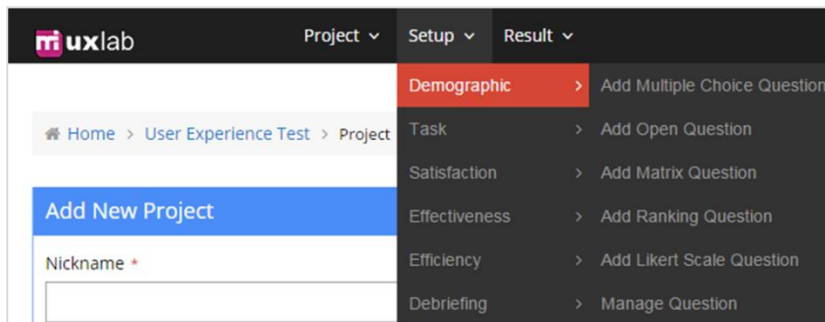 m uxlab
Project Setup Result
Home > User Experience Test > Project
Add New Project
Nickname *
Demographic >
Task >
Satisfaction >
Effectiveness >
Efficiency >
Debriefing >
Add Multiple Choice Question
Add Open Question
Add Matrix Question
Add Ranking Question
Add Likert Scale Question
Manage Question